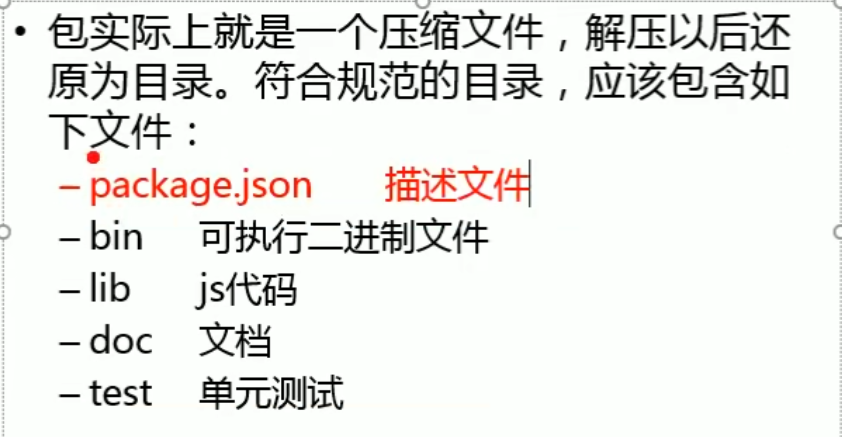 • 包实际上就是一个压缩文件，解压以后还
原为目录。符合规范的目录，应该包含如
下文件：
– package.json 描述文件
– bin 可执行二进制文件
– lib js代码
– doc 文档
– test 单元测试